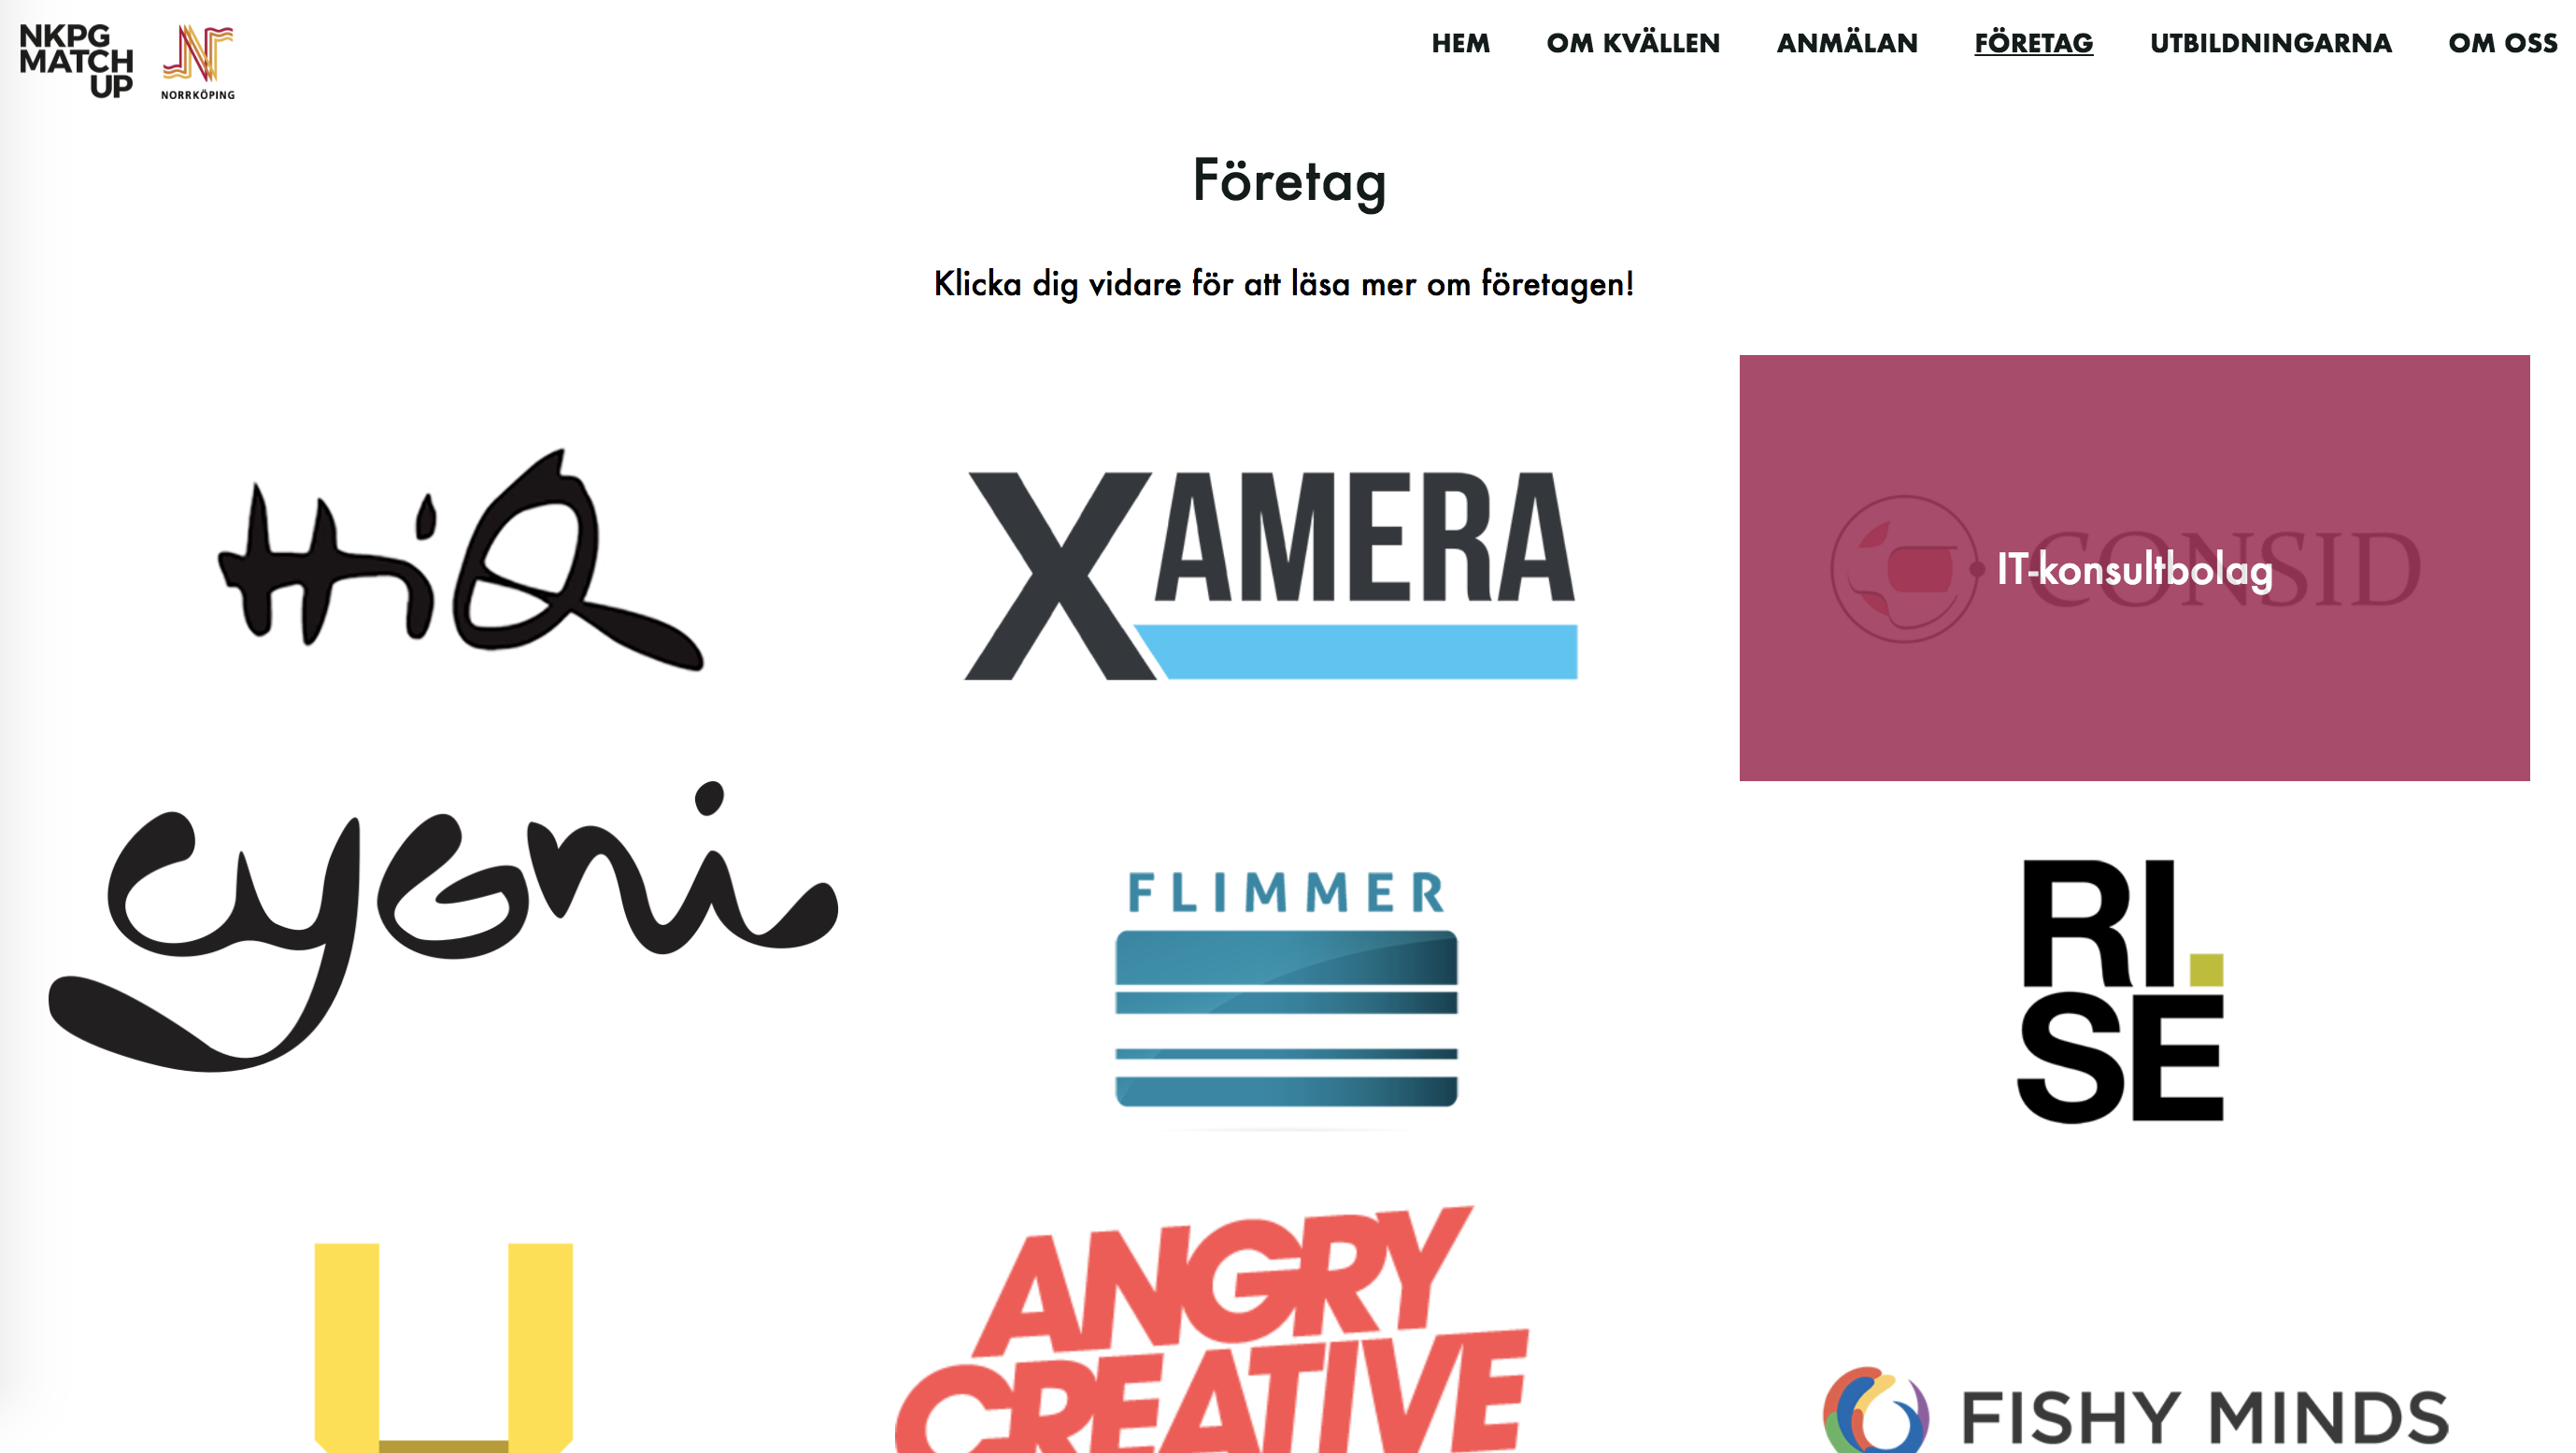 NKPG
MATCH
UP
NORRKÖPING
HEM OM KVÄLLEN ANMÄLAN FÖRETAG UTBILDNINGARNA OM OSS
Företag
Klicka dig vidare för att läsa mer om företagen!
HiQ
XAMERA
CONSID
IT-konsultbolag
cygni
FLIMMER
RI.
SE
U
ANGRY
CREATIVE
FISHY MINDS